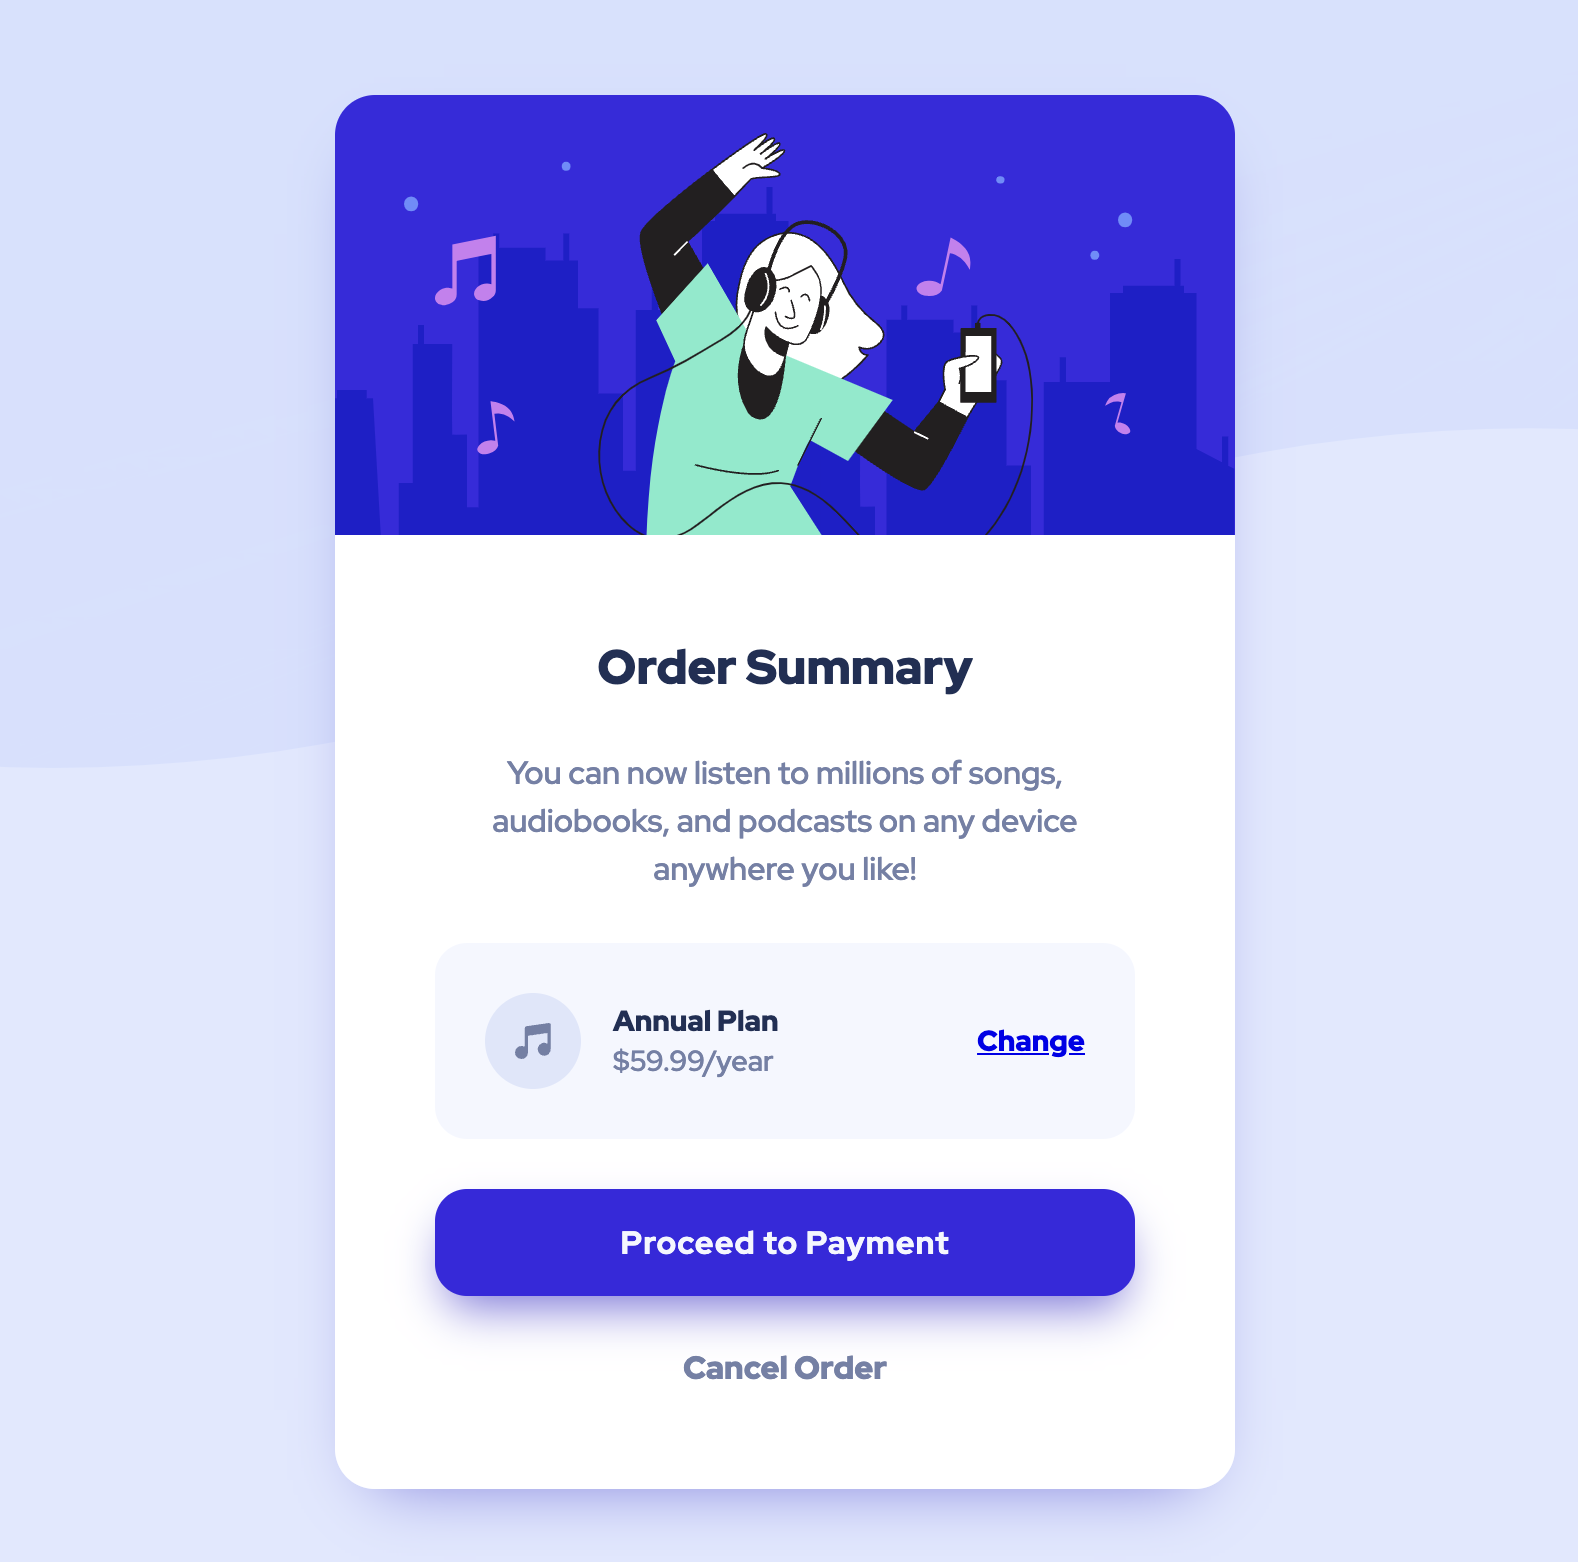 Order Summary
You can now listen to millions of songs,
audiobooks, and podcasts on any device
anywhere you like!
Annual Plan
$59.99/year
Change
Proceed to Payment
Cancel Order